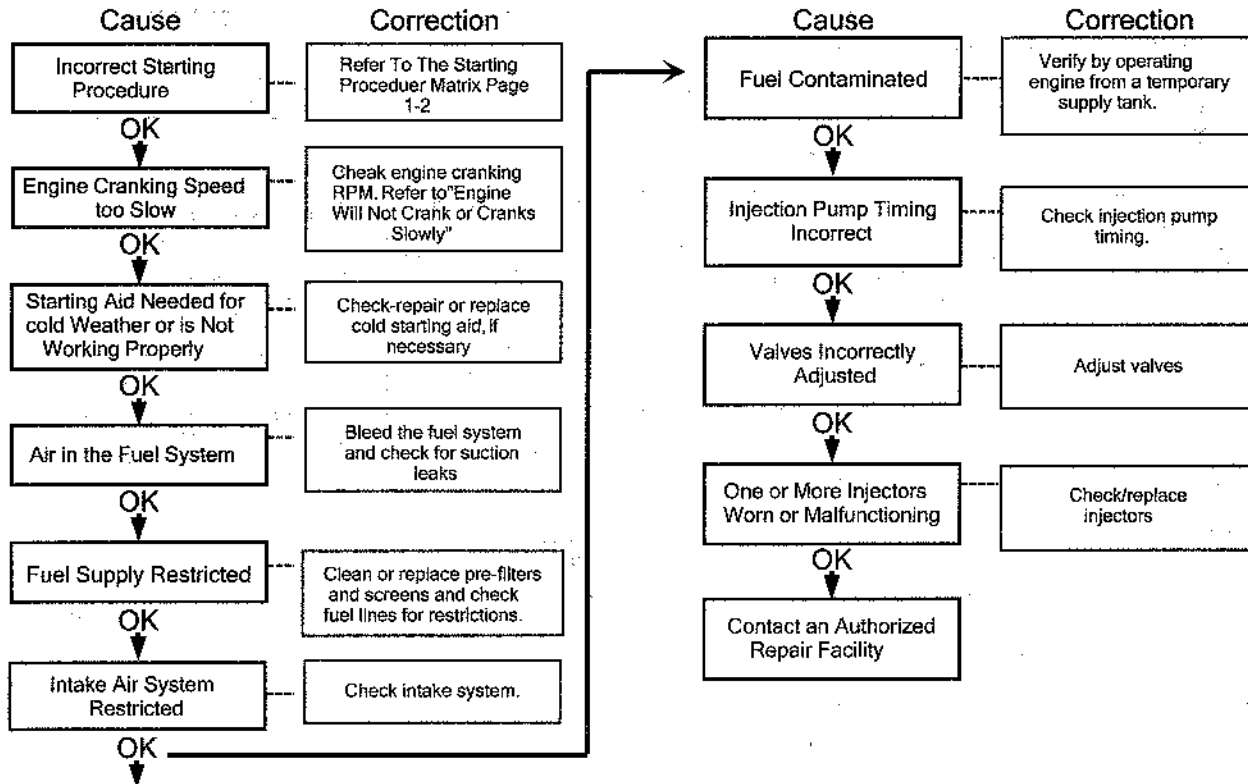 Cause
Correction
Incorrect Starting
Procedure
Refer To The Starting
Proceduer Matrix Page
1-2
OK
Engine Cranking Speed
too Slow
Cheak engine cranking
RPM. Refer to"Engine
Will Not Crank or Cranks
Slowly"
OK
Starting Aid Needed for
cold Weather or is Not
Working Properly
Check-repair or replace
cold starting aid, if
necessary
OK
Air in the Fuel System
Bleed the fuel system
and check for suction
leaks
OK
Fuel Supply Restricted
Clean or replace pre-filters
and screens and check
fuel lines for restrictions.
OK
Intake Air System
Restricted
Check intake system.
OK
Cause
Correction
Fuel Contaminated
Verify by operating
engine from a temporary
supply tank.
OK
Injection Pump Timing
Incorrect
Check injection pump
timing.
OK
Valves Incorrectly
Adjusted
Adjust valves
OK
One or More Injectors
Worn or Malfunctioning
Check/replace
injectors
OK
Contact an Authorized
Repair Facility